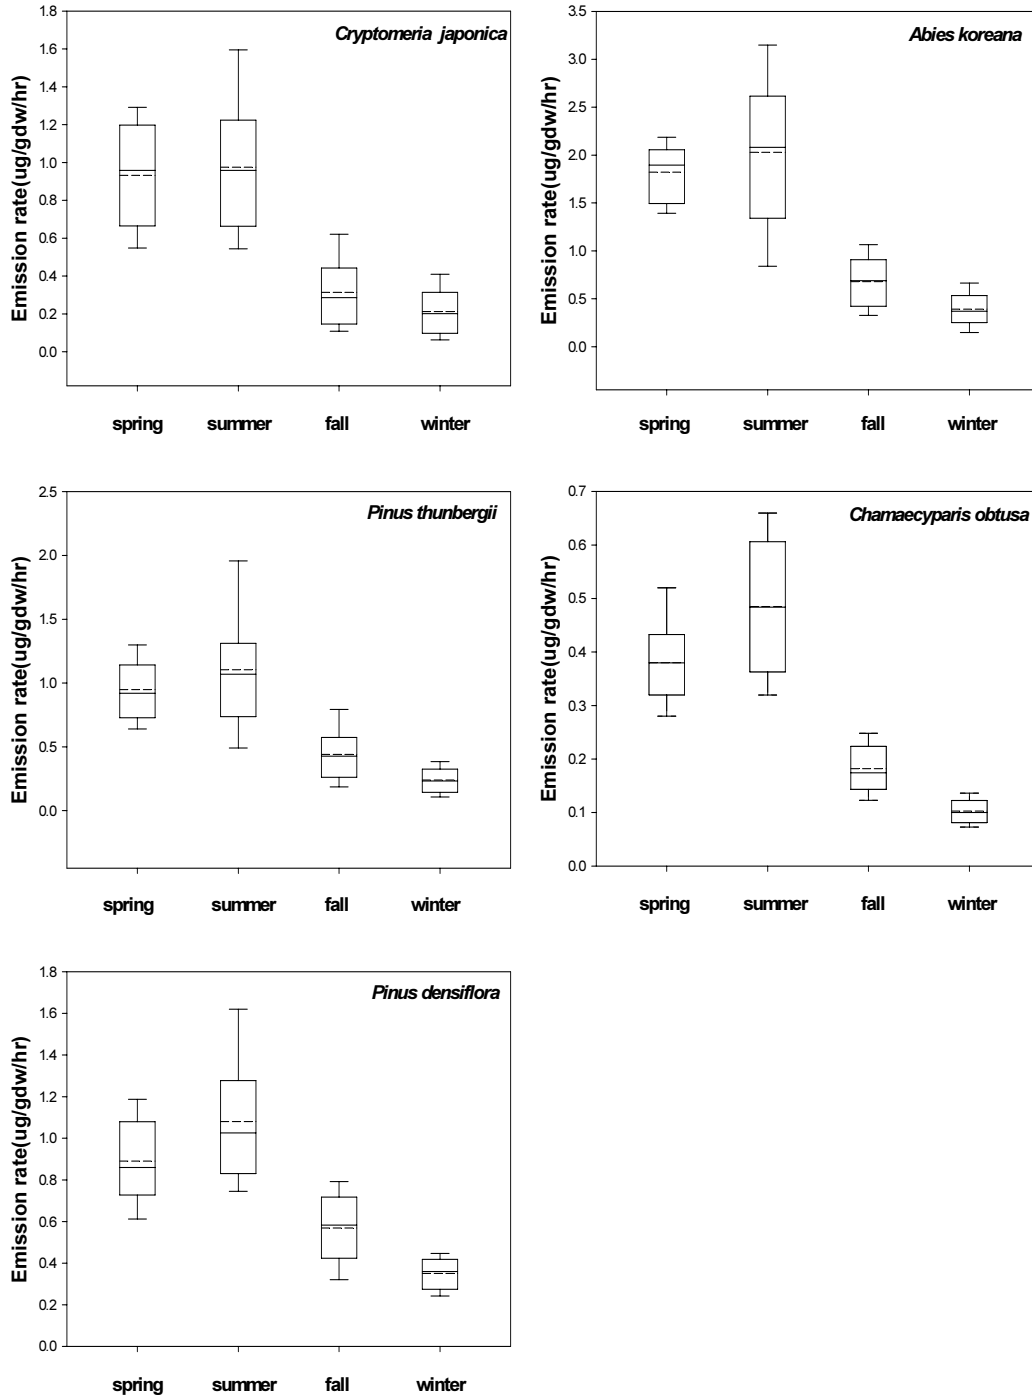 Cryptomeria japonica
Emission rate(ug/gdw/hr)
1.8
1.6
1.4
1.2
1.0
0.8
0.6
0.4
0.2
0.0
spring summer fall winter
Abies koreana
Emission rate(ug/gdw/hr)
3.5
3.0
2.5
2.0
1.5
1.0
0.5
0.0
spring summer fall winter
Pinus thunbergii
Emission rate(ug/gdw/hr)
2.5
2.0
1.5
1.0
0.5
0.0
spring summer fall winter
Chamaecyparis obtusa
Emission rate(ug/gdw/hr)
0.7
0.6
0.5
0.4
0.3
0.2
0.1
0.0
spring summer fall winter
Pinus densiflora
Emission rate(ug/gdw/hr)
1.8
1.6
1.4
1.2
1.0
0.8
0.6
0.4
0.2
0.0
spring summer fall winter